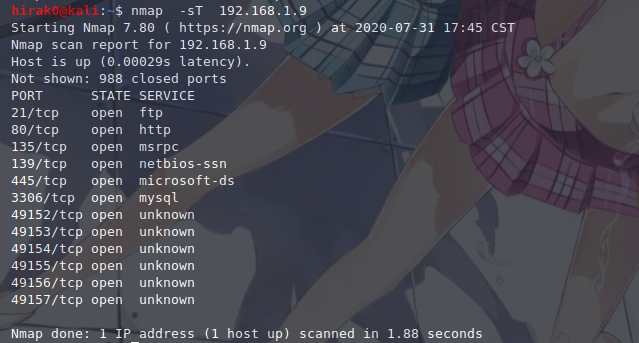 hirak0@kali:~$ nmap  -sT  192.168.1.9
Starting Nmap 7.80 ( https://nmap.org ) at 2020-07-31 17:45 CST
Nmap scan report for 192.168.1.9
Host is up (0.00029s latency).
Not shown: 988 closed ports
PORT      STATE SERVICE
21/tcp    open  ftp
80/tcp    open  http
135/tcp   open  msrpc
139/tcp   open  netbios-ssn
445/tcp   open  microsoft-ds
3306/tcp  open  mysql
49152/tcp open  unknown
49153/tcp open  unknown
49154/tcp open  unknown
49155/tcp open  unknown
49156/tcp open  unknown
49157/tcp open  unknown
Nmap done: 1 IP address (1 host up) scanned in 1.88 seconds